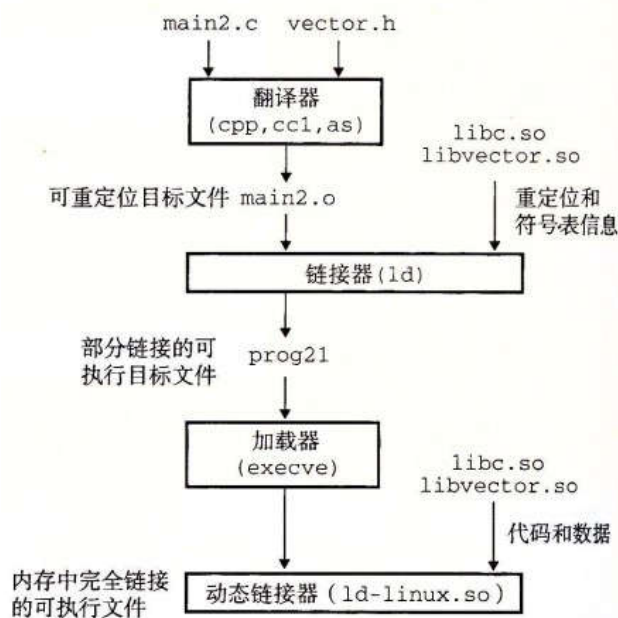 main2.c vector.h
翻译器
(cpp,cc1,as)
libc.so
libvector.so
可重定位目标文件 main2.o
重定位和
符号表信息
链接器(ld)
部分链接的可
执行目标文件
prog21
加载器
(execve)
libc.so
libvector.so
代码和数据
内存中完全链接
的可执行文件
动态链接器(ld-linux.so)